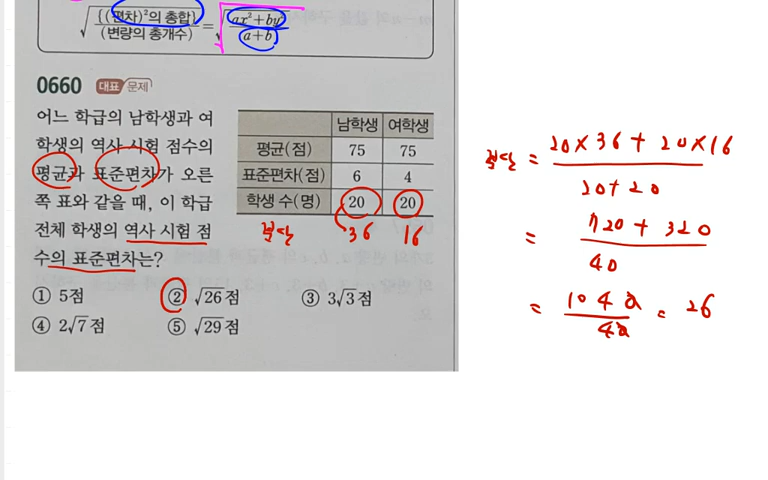 {(편차)²의 총합}
(변량의 총개수)
=
ax²+by²
a+b
0660 대표 문제
어느 학급의 남학생과 여
학생의 역사 시험 점수의
평균과 표준편차가 오른
쪽 표와 같을 때, 이 학급
전체 학생의 역사 시험 점
수의 표준편차는?
남학생 여학생
평균(점) 75 75
표준편차(점) 6 4
학생 수(명) 20 20
분산 36 16
① 5점 ② √26점 ③ 3√3점
④ 2√7점 ⑤ √29점
분산 = 20×36 + 20×16
20+20
= 720 + 320
40
= 1040
40
= 26